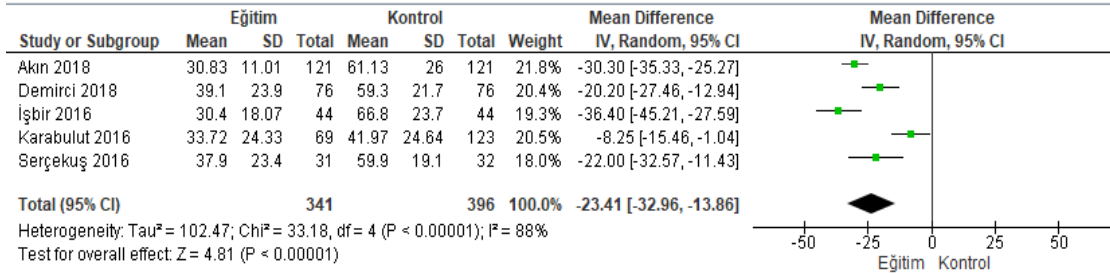 Eğitim Kontrol Mean Difference Mean Difference
Study or Subgroup Mean SD Total Mean SD Total Weight IV, Random, 95% CI IV, Random, 95% CI
Akın 2018 30.83 11.01 121 61.13 26 121 21.8% -30.30 [-35.33, -25.27]
Demirci 2018 39.1 23.9 76 59.3 21.7 76 20.4% -20.20 [-27.46, -12.94]
İşbir 2016 30.4 18.07 44 66.8 23.7 44 19.3% -36.40 [-45.21, -27.59]
Karabulut 2016 33.72 24.33 69 41.97 24.64 123 20.5% -8.25 [-15.46, -1.04]
Serçekuş 2016 37.9 23.4 31 59.9 19.1 32 18.0% -22.00 [-32.57, -11.43]
Total (95% CI) 341 396 100.0% -23.41 [-32.96, -13.86]
Heterogeneity: Tau² = 102.47; Chi² = 33.18, df = 4 (P < 0.00001); I² = 88%
Test for overall effect: Z = 4.81 (P < 0.00001)
-50 -25 0 25 50
Eğitim Kontrol